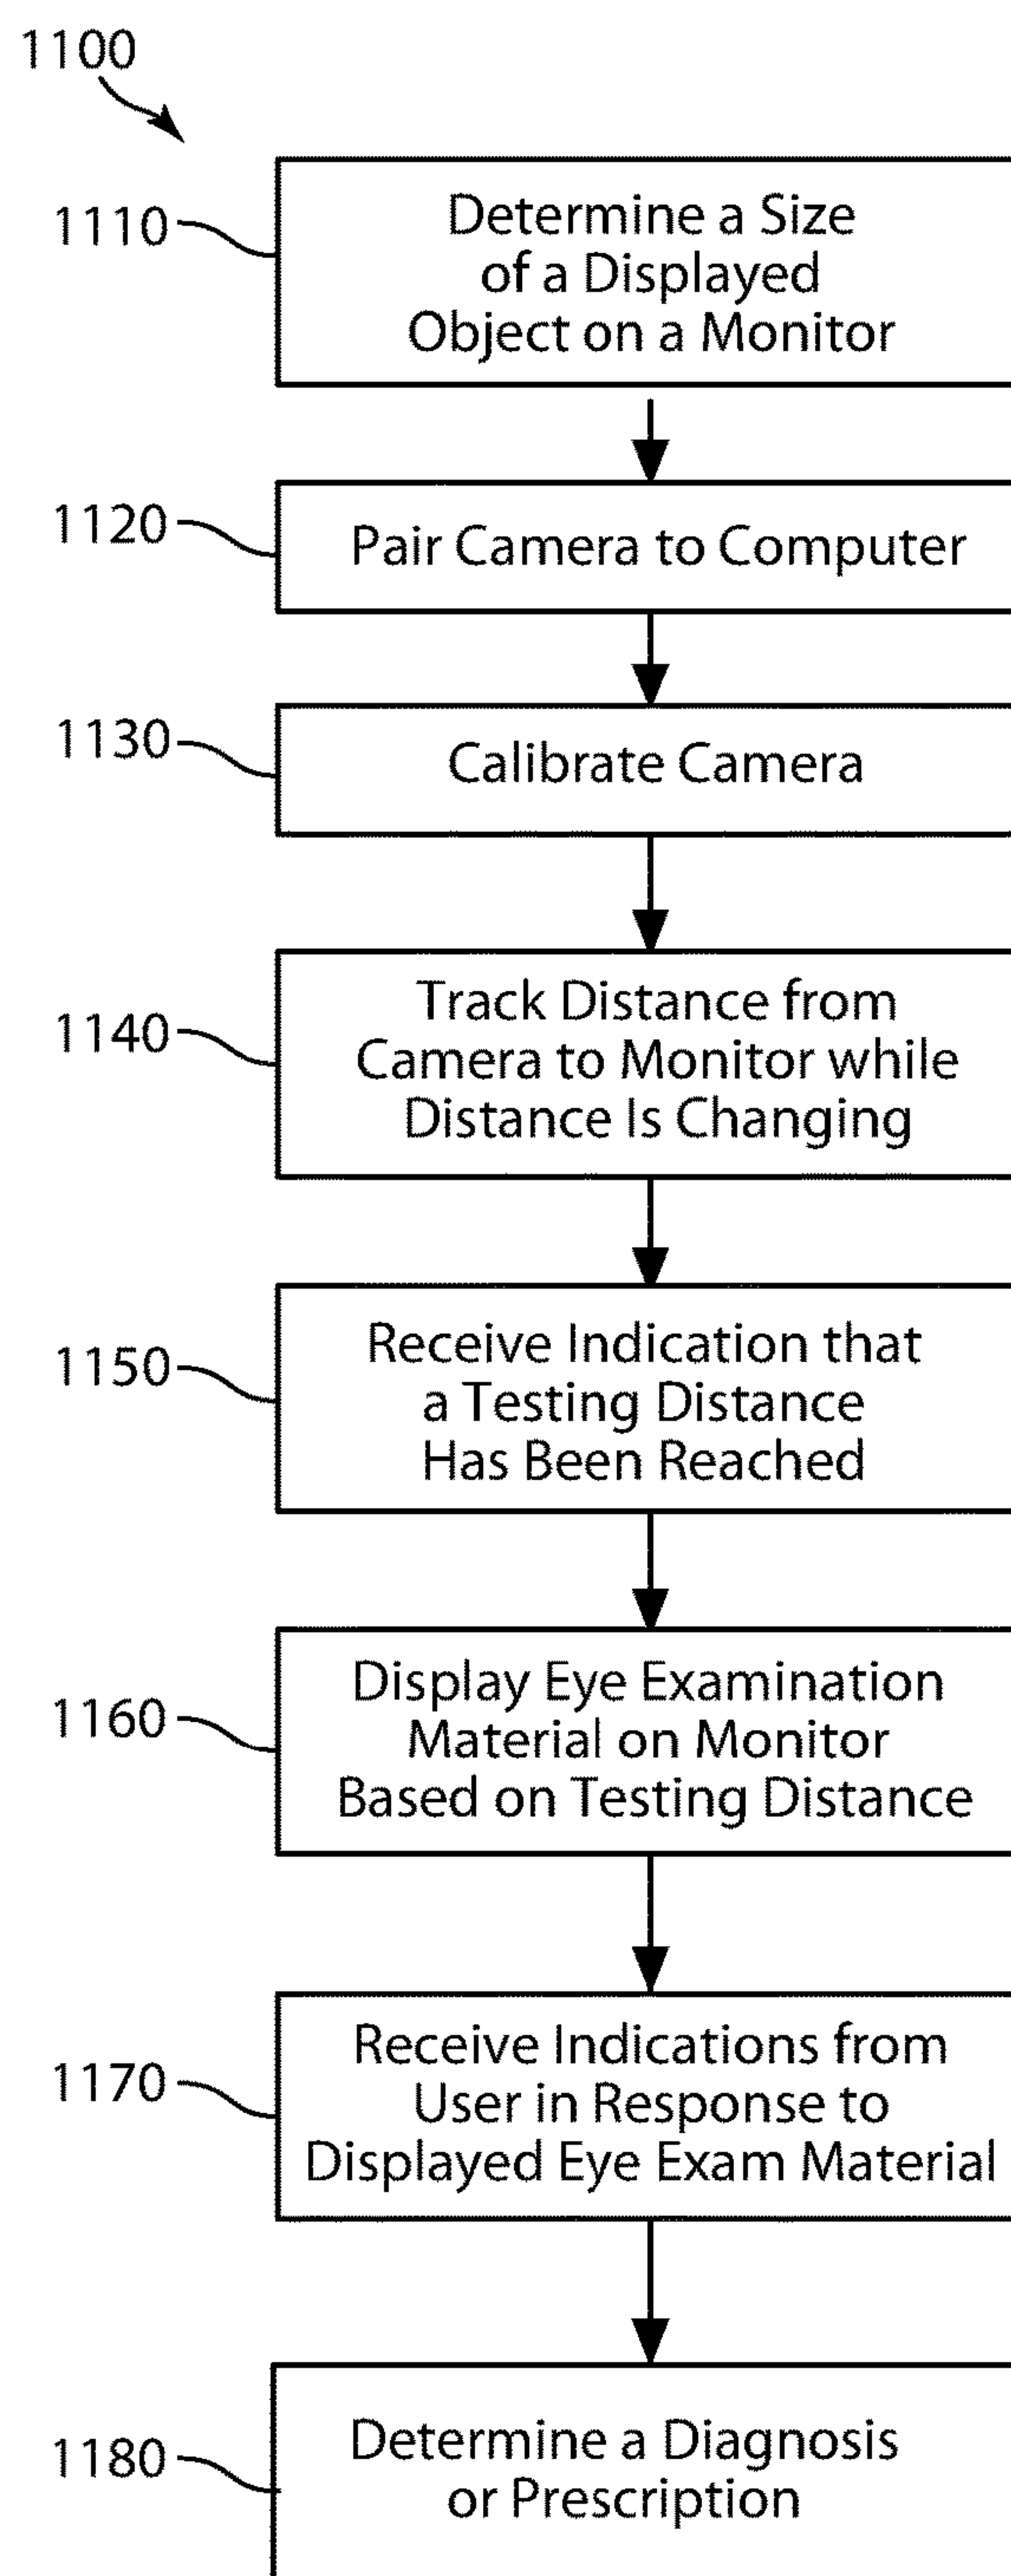 1100
1110
Determine a Size
of a Displayed
Object on a Monitor
1120
Pair Camera to Computer
1130
Calibrate Camera
1140
Track Distance from
Camera to Monitor while
Distance Is Changing
1150
Receive Indication that
a Testing Distance
Has Been Reached
1160
Display Eye Examination
Material on Monitor
Based on Testing Distance
1170
Receive Indications from
User in Response to
Displayed Eye Exam Material
1180
Determine a Diagnosis
or Prescription